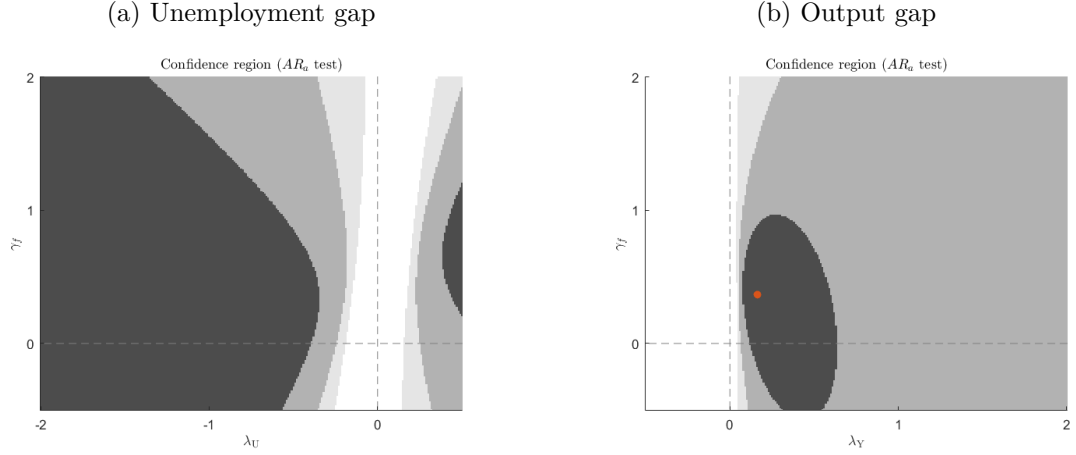 (a) Unemployment gap
Confidence region (AR_a test)
2
1
0
γ_f
-2
-1
0
λ_U
(b) Output gap
Confidence region (AR_a test)
2
1
0
γ_f
0
1
2
λ_Y